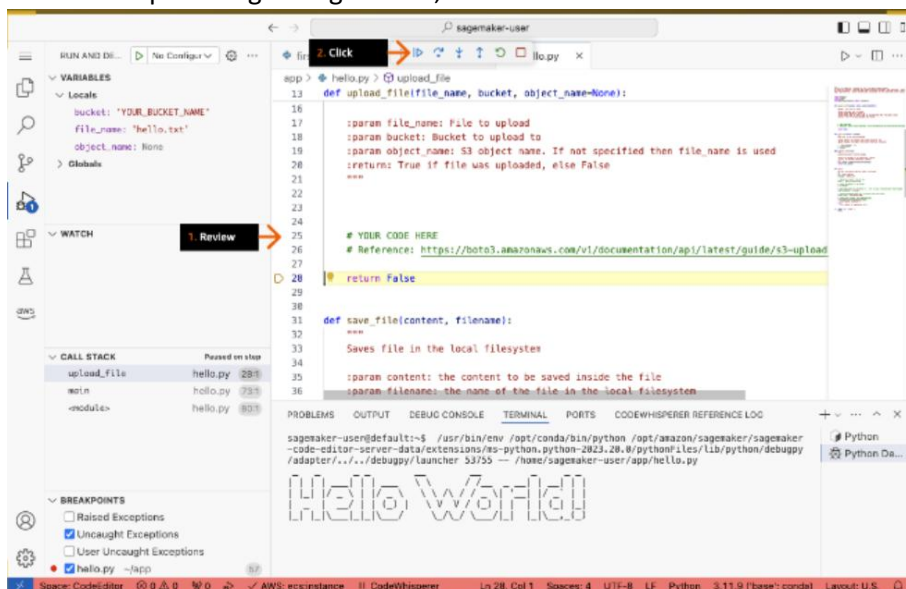 sagemaker-user
RUN AND DE... No Configur ...
2. Click
hello.py
VARIABLES
Locals
bucket: 'YOUR_BUCKET_NAME'
file_name: 'hello.txt'
object_name: None
Globals
WATCH
1. Review
app > hello.py > upload_file
13 def upload_file(file_name, bucket, object_name=None):
16
17 :param file_name: File to upload
18 :param bucket: Bucket to upload to
19 :param object_name: S3 object name. If not specified then file_name is used
20 :return: True if file was uploaded, else False
21 """
22
23
24
25 # YOUR CODE HERE
26 # Reference: https://boto3.amazonaws.com/v1/documentation/api/latest/guide/s3-upload
27
28 return False
29
30
31 def save_file(content, filename):
32 """
33 Saves file in the local filesystem
34
35 :param content: the content to be saved inside the file
36 :param filename: the name of the file in the local filesystem
aws
CALL STACK Paused on step
upload_file hello.py 28:1
main hello.py 73:1
<module> hello.py 80:1
PROBLEMS OUTPUT DEBUG CONSOLE TERMINAL PORTS CODEWHISPERER REFERENCE LOG
sagemaker-user@default:~$ /usr/bin/env /opt/conda/bin/python /opt/amazon/sagemaker/sagemaker
-code-editor-server-data/extensions/ms-python.python-2023.20.0/pythonFiles/lib/python/debugpy
/adapter/../../debugpy/launcher 53755 -- /home/sagemaker-user/app/hello.py
Hello World!
Python
Python De...
BREAKPOINTS
Raised Exceptions
Uncaught Exceptions
User Uncaught Exceptions
hello.py ~/app 67
Space: CodeEditor 0 0 0 AWS: ecs:instance CodeWhisperer Ln 28, Col 1 Spaces: 4 UTF-8 LF Python 3.11.9 ('base': conda) Layout: U.S.